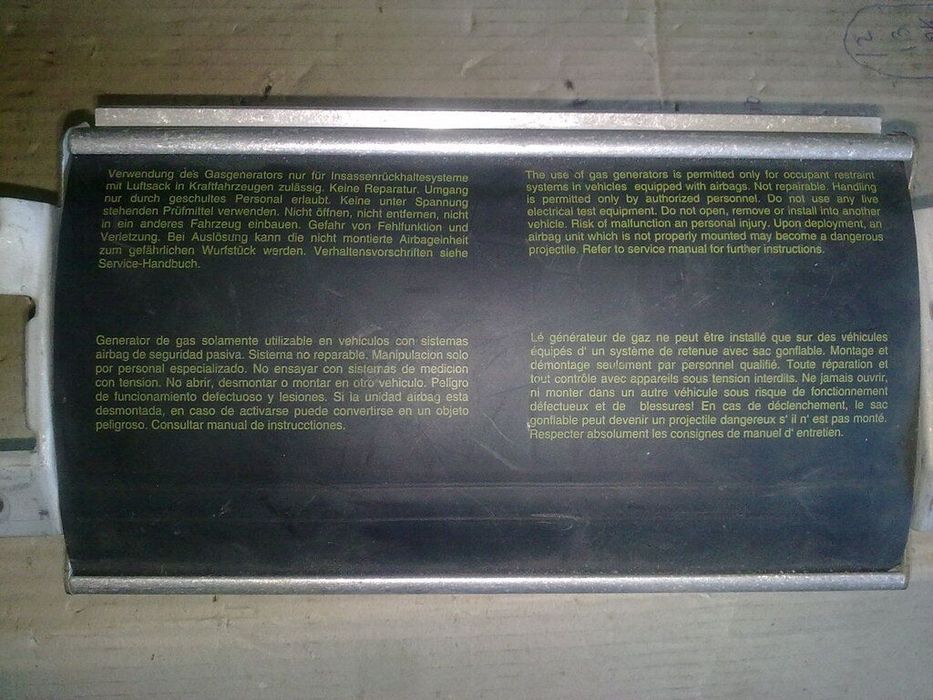 Verwendung des Gasgenerators nur für Insassenrückhaltesysteme
mit Luftsack in Kraftfahrzeugen zulässig. Keine Reparatur. Umgang
nur durch geschultes Personal erlaubt. Keine unter Spannung
stehenden Prüfmittel verwenden. Nicht öffnen, nicht entfernen, nicht
in ein anderes Fahrzeug einbauen. Gefahr von Fehlfunktion und
Verletzung. Bei Auslösung kann die nicht montierte Airbageinheit
zum gefährlichen Wurfstück werden. Verhaltensvorschriften siehe
Service-Handbuch.
The use of gas generators is permitted only for occupant restraint
systems in vehicles equipped with airbags. Not repairable. Handling
is permitted only by authorized personnel. Do not use any live
electrical test equipment. Do not open, remove or install into another
vehicle. Risk of malfunction an personal injury. Upon deployment, an
airbag unit which is not properly mounted may become a dangerous
projectile. Refer to service manual for further instructions.
Generator de gas solamente utilizable en vehiculos con sistemas
airbag de seguridad pasiva. Sistema no reparable. Manipulacion solo
por personal especializado. No ensayar con sistemas de medicion
con tension. No abrir, desmontar o montar en otro vehiculo. Peligro
de funcionamiento defectuoso y lesiones. Si la unidad airbag esta
desmontada, en caso de activarse puede convertirse en un objeto
peligroso. Consultar manual de instrucctiones.
Lé générateur de gaz ne peut être installé que sur des véhicules
équipés d' un système de retenue avec sac gonflable. Montage et
démontage seulement par personnel qualifié. Toute réparation et
tout contrôle avec appareils sous tension interdits. Ne jamais ouvrir,
ni monter dans un autre véhicule sous risque de fonctionnement
défectueux et de blessures! En cas de déclenchement, le sac
gonflable peut devenir un projectile dangereux s' il n' est pas monté.
Respecter absolument les consignes de manuel d' entretien.
12
13